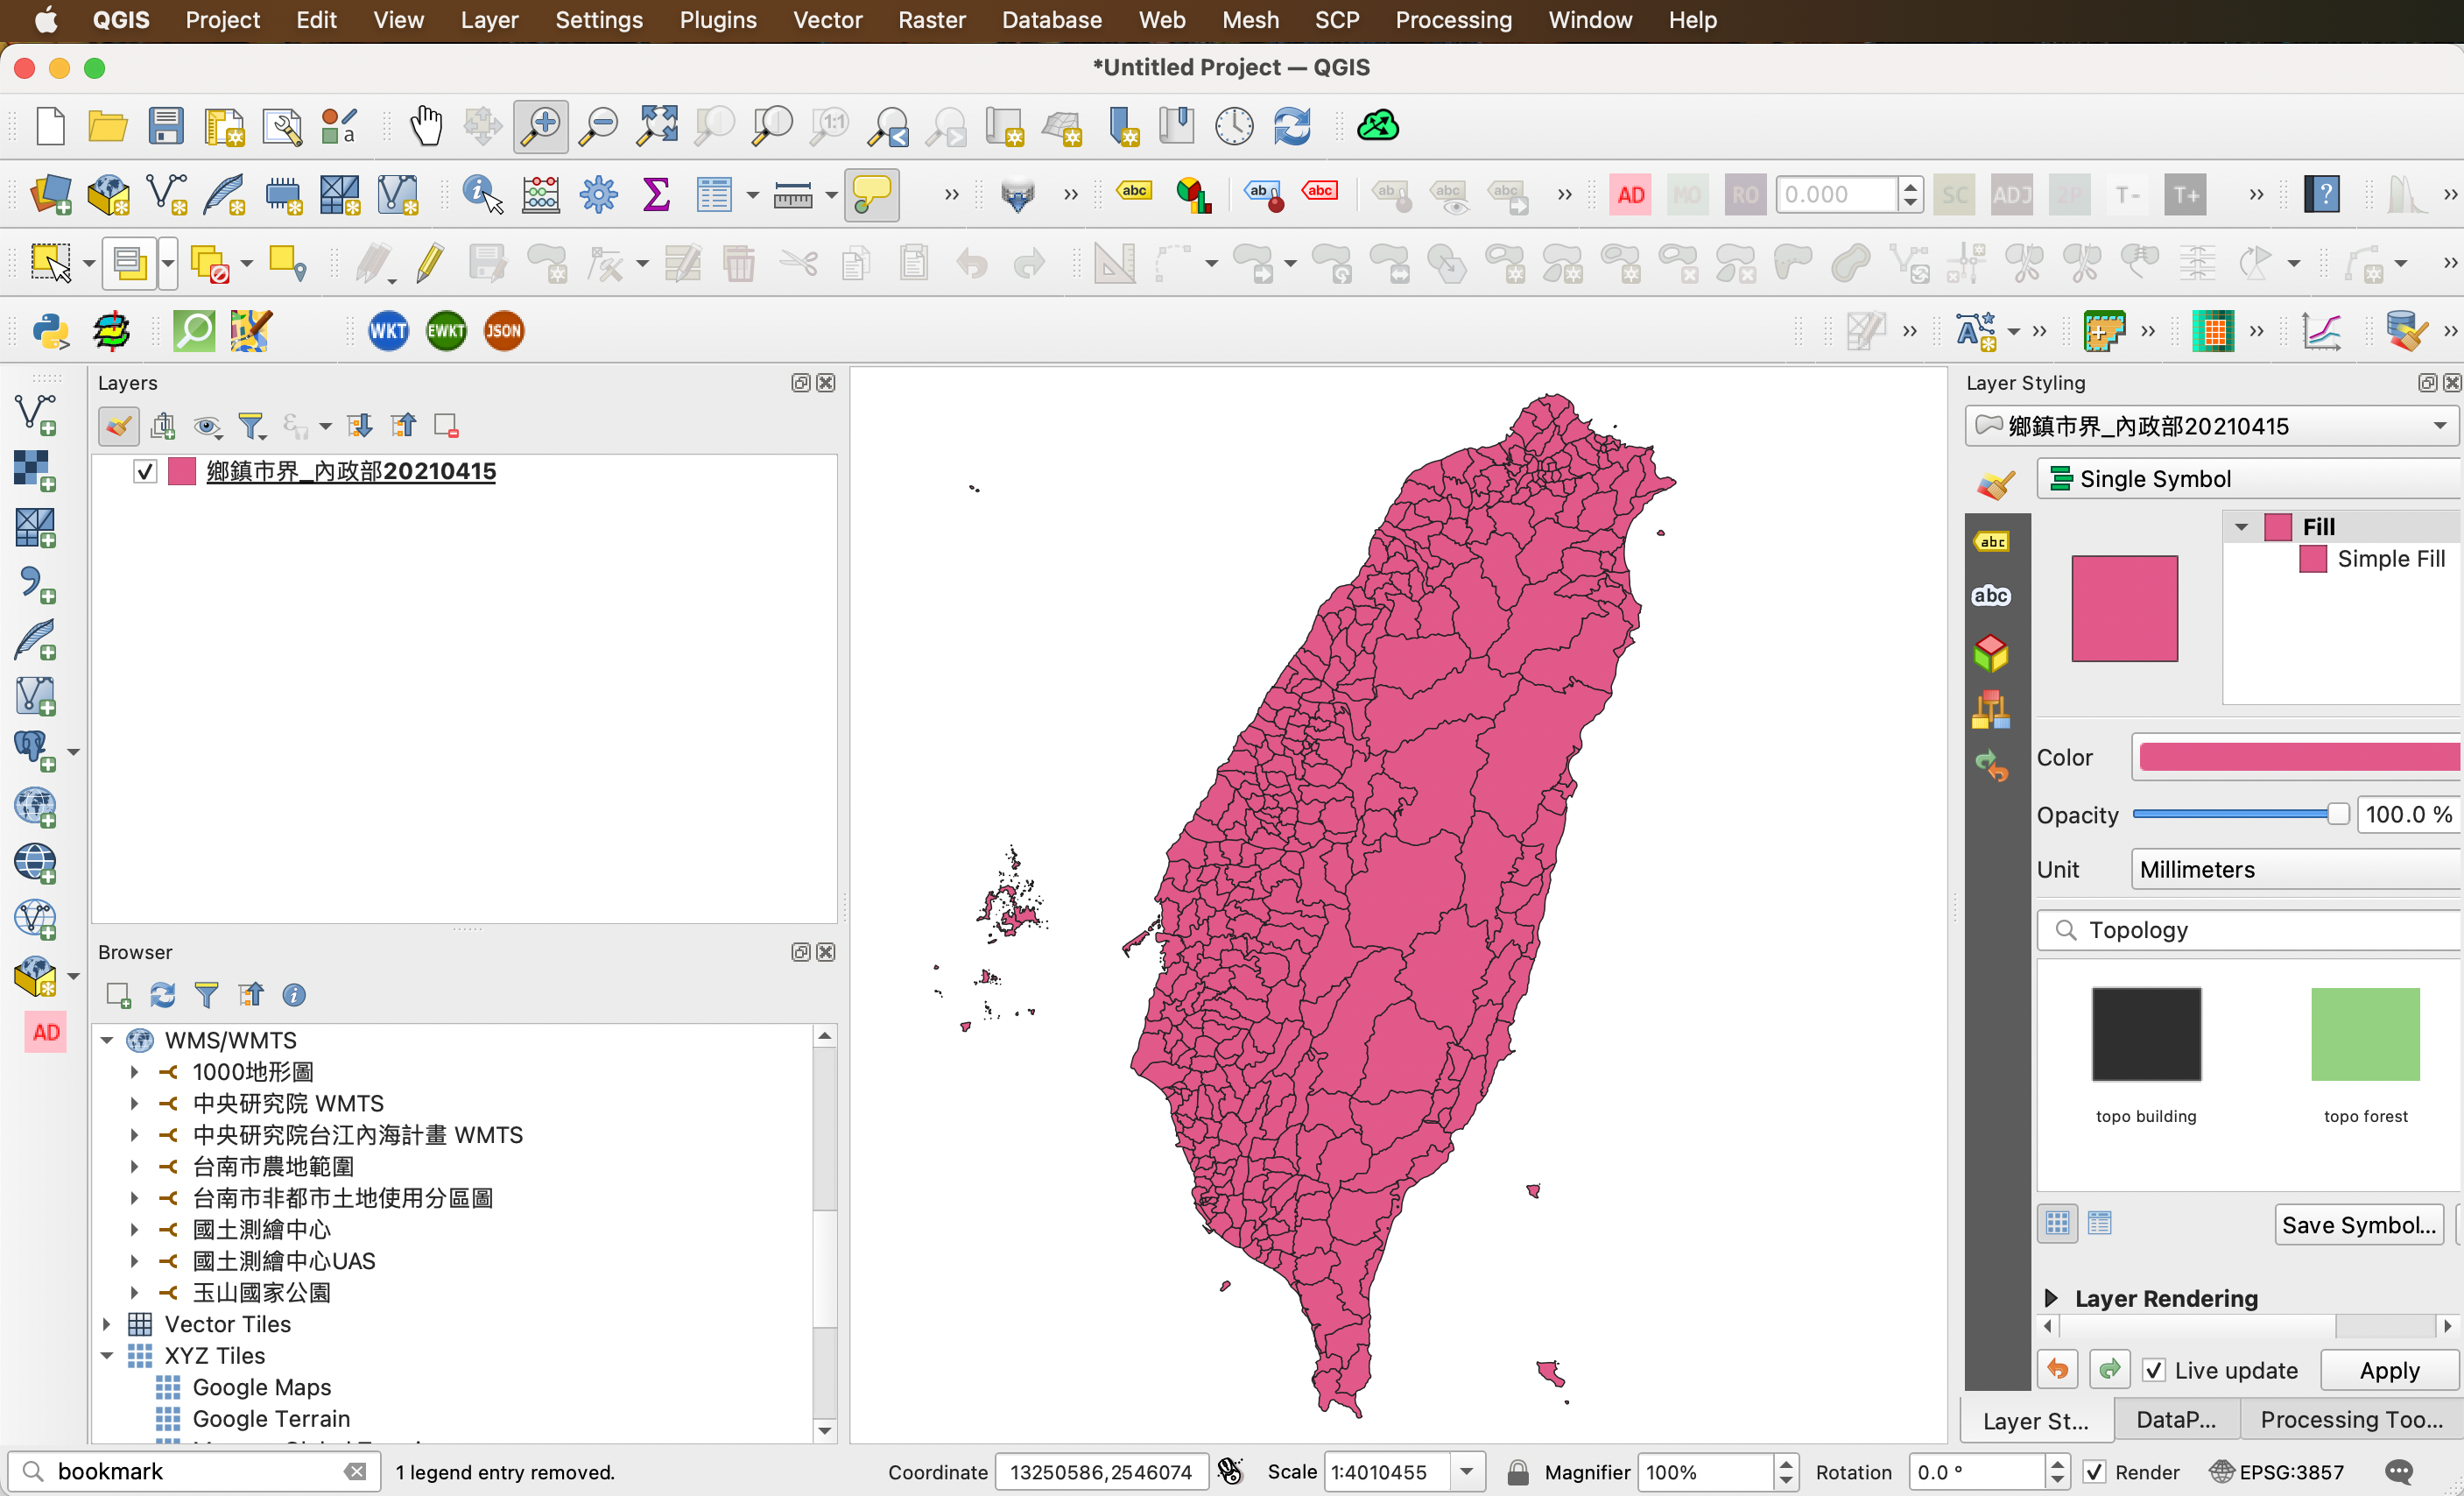 QGIS Project Edit View Layer Settings Plugins Vector Raster Database Web Mesh SCP Processing Window Help
*Untitled Project — QGIS
a
1:1
abc ab abc ab abc abc AD MO RO 0.000 SC ADJ 2P T- T+ ?
WKT EWKT JSON
Layers
鄉鎮市界_內政部20210415
Browser
WMS/WMTS
1000地形圖
中央研究院 WMTS
中央研究院台江內海計畫 WMTS
台南市農地範圍
台南市非都市土地使用分區圖
國土測繪中心
國土測繪中心UAS
玉山國家公園
Vector Tiles
XYZ Tiles
Google Maps
Google Terrain
AD
Layer Styling
鄉鎮市界_內政部20210415
Single Symbol
abc
abc
Fill
Simple Fill
Color
Opacity 100.0 %
Unit Millimeters
Topology
topo building topo forest
Save Symbol...
Layer Rendering
Live update Apply
Layer St... DataP... Processing Too...
bookmark 1 legend entry removed. Coordinate 13250586,2546074 Scale 1:4010455 Magnifier 100% Rotation 0.0 ° Render EPSG:3857